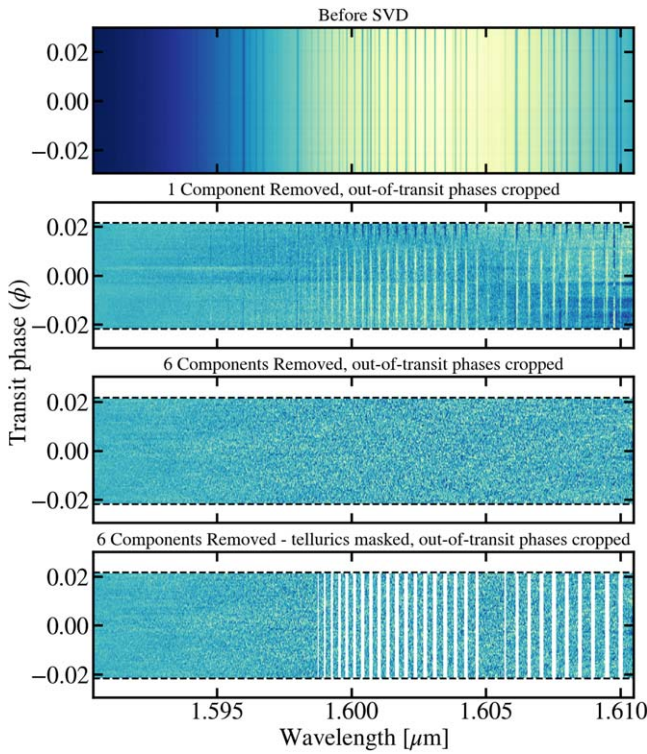 Before SVD
0.02
0.00
−0.02
1 Component Removed, out-of-transit phases cropped
0.02
0.00
−0.02
6 Components Removed, out-of-transit phases cropped
0.02
0.00
−0.02
6 Components Removed - tellurics masked, out-of-transit phases cropped
0.02
0.00
−0.02
Transit phase (ϕ)
1.595 1.600 1.605 1.610
Wavelength [μm]